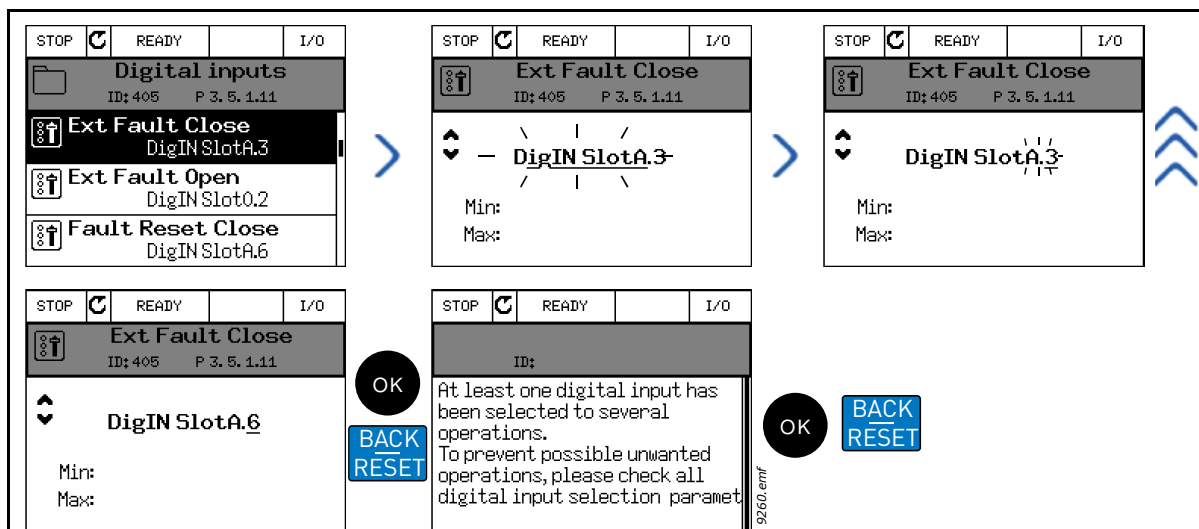 STOP READY I/O
Digital inputs
ID: 405 P 3.5.1.11
Ext Fault Close
DigIN SlotA.3
Ext Fault Open
DigIN Slot0.2
Fault Reset Close
DigIN SlotA.6
STOP READY I/O
Ext Fault Close
ID: 405 P 3.5.1.11
DigIN SlotA.3
Min:
Max:
STOP READY I/O
Ext Fault Close
ID: 405 P 3.5.1.11
DigIN SlotA.3
Min:
Max:
STOP READY I/O
Ext Fault Close
ID: 405 P 3.5.1.11
DigIN SlotA.6
Min:
Max:
OK
BACK
RESET
STOP READY I/O
ID:
At least one digital input has
been selected to several
operations.
To prevent possible unwanted
operations, please check all
digital input selection paramet
OK
BACK
RESET
9260.emf